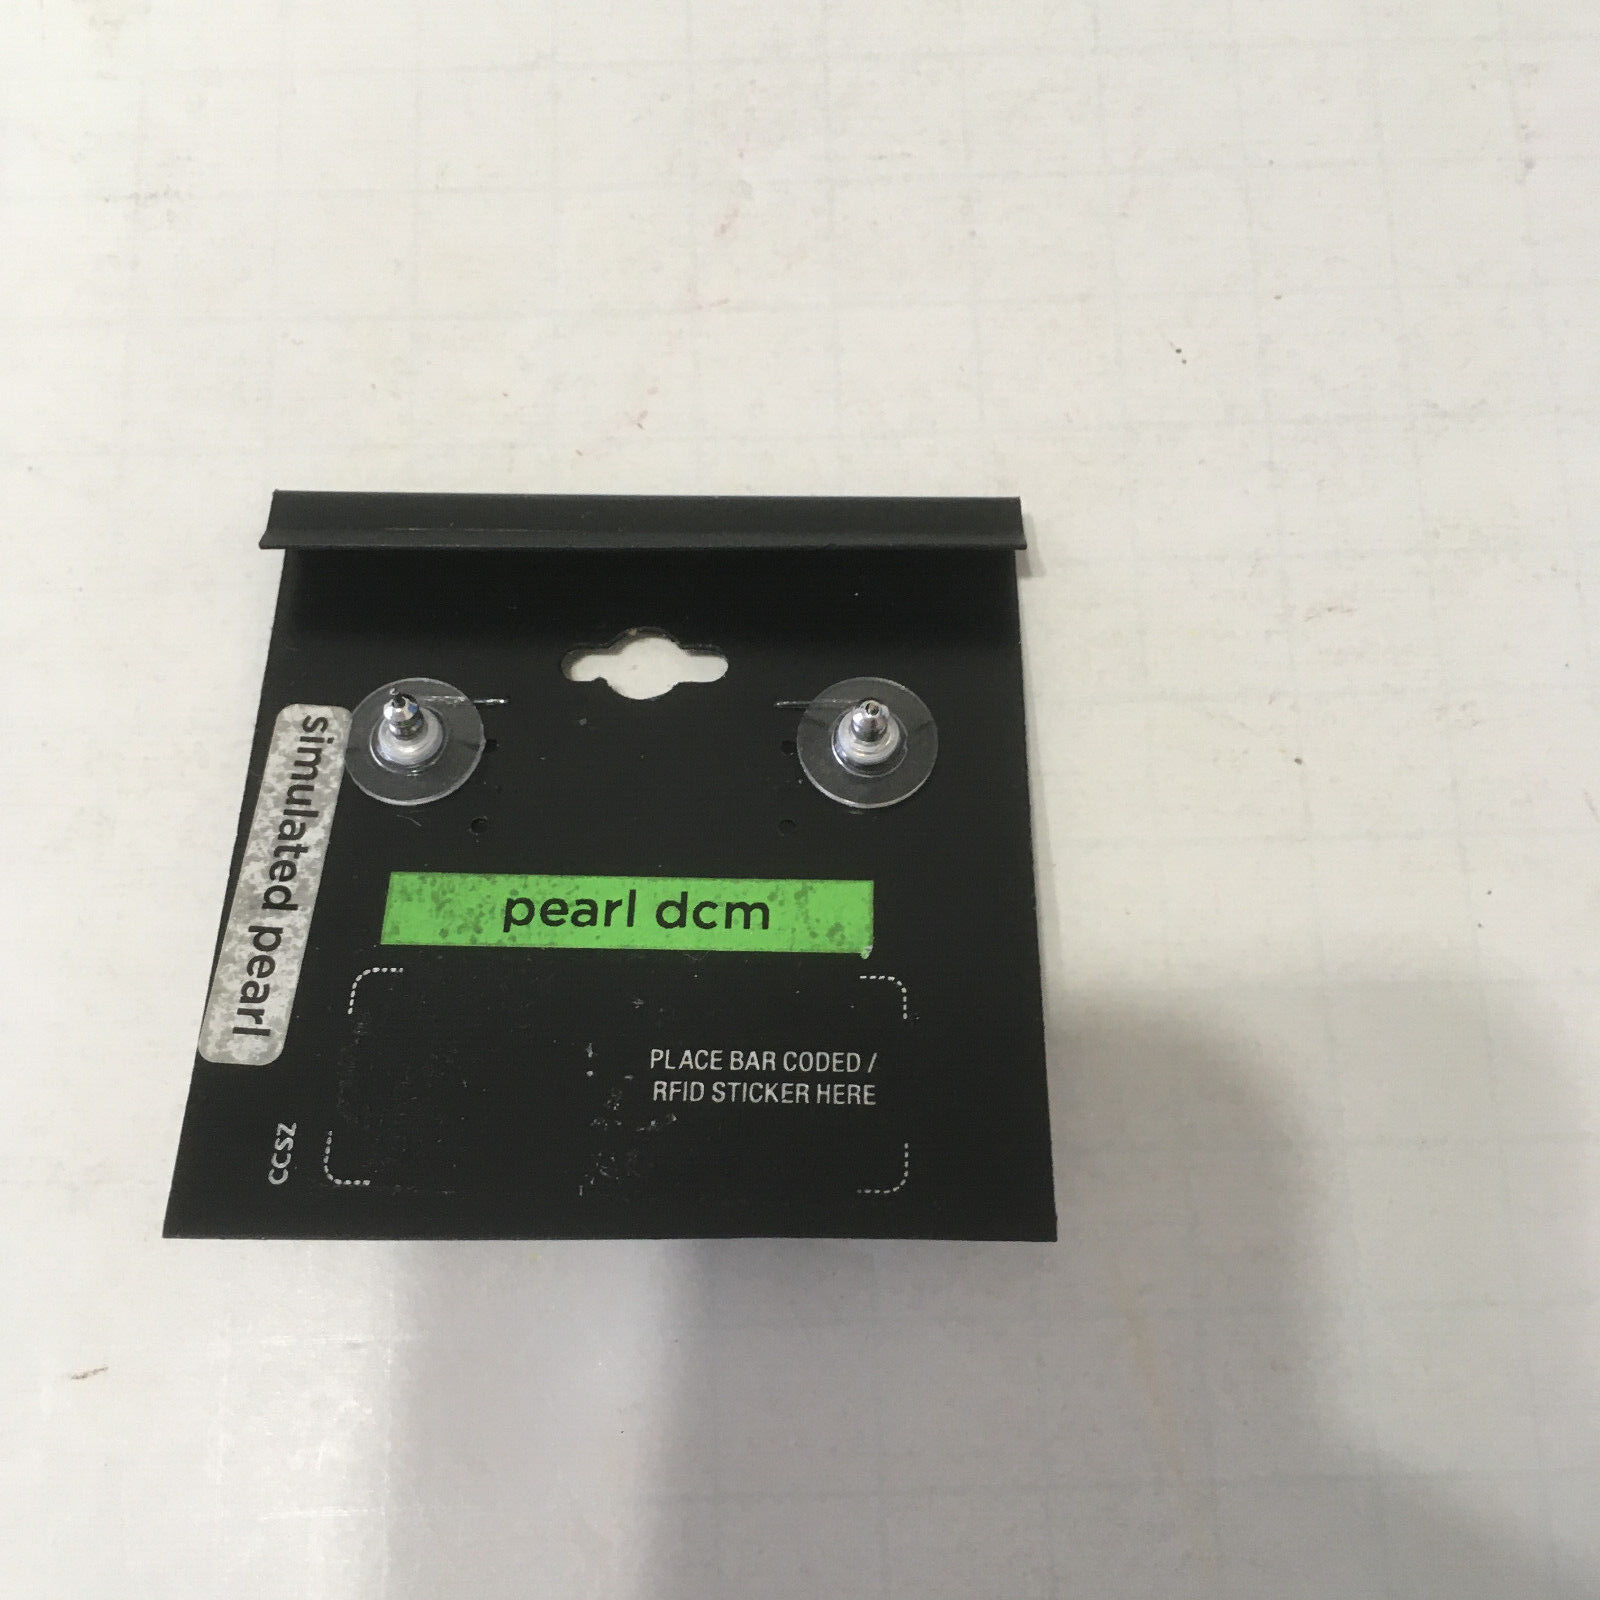 simulated pearl
pearl dcm
PLACE BAR CODED /
RFID STICKER HERE
CCSZ